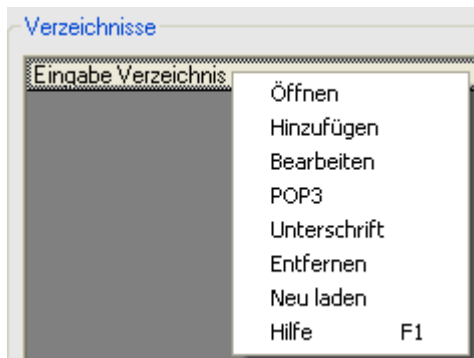 Verzeichnisse
Eingabe Verzeichnis
Öffnen
Hinzufügen
Bearbeiten
POP3
Unterschrift
Entfernen
Neu laden
Hilfe F1